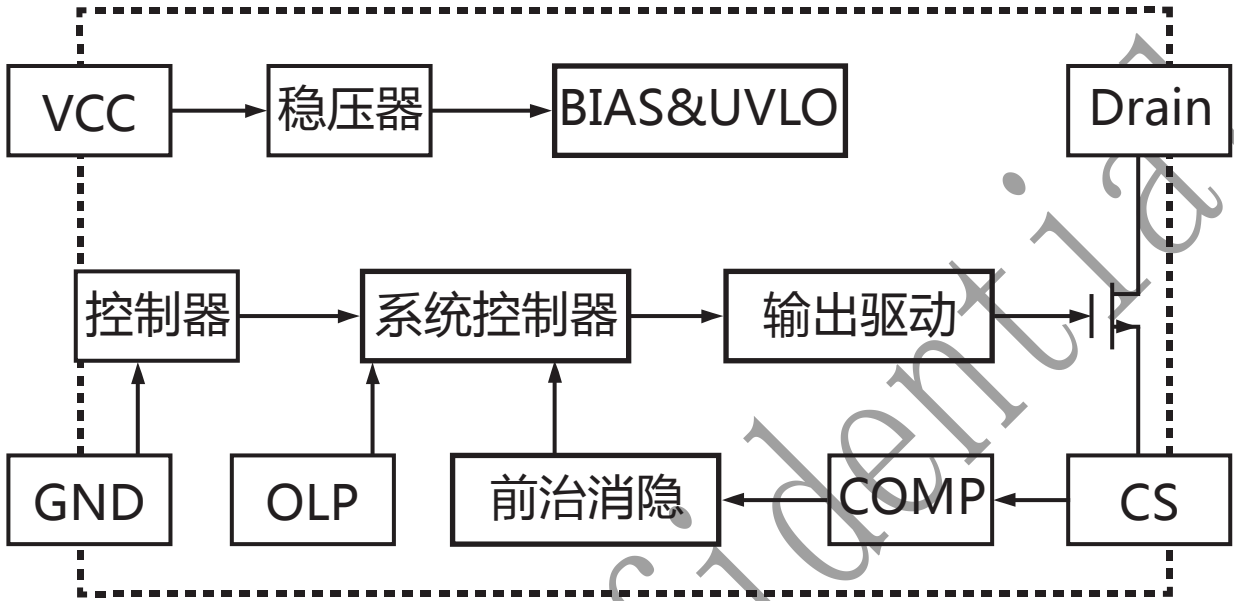 VCC
稳压器
BIAS&UVLO
Drain
控制器
系统控制器
输出驱动
GND
OLP
前治消隐
COMP
CS
fidential